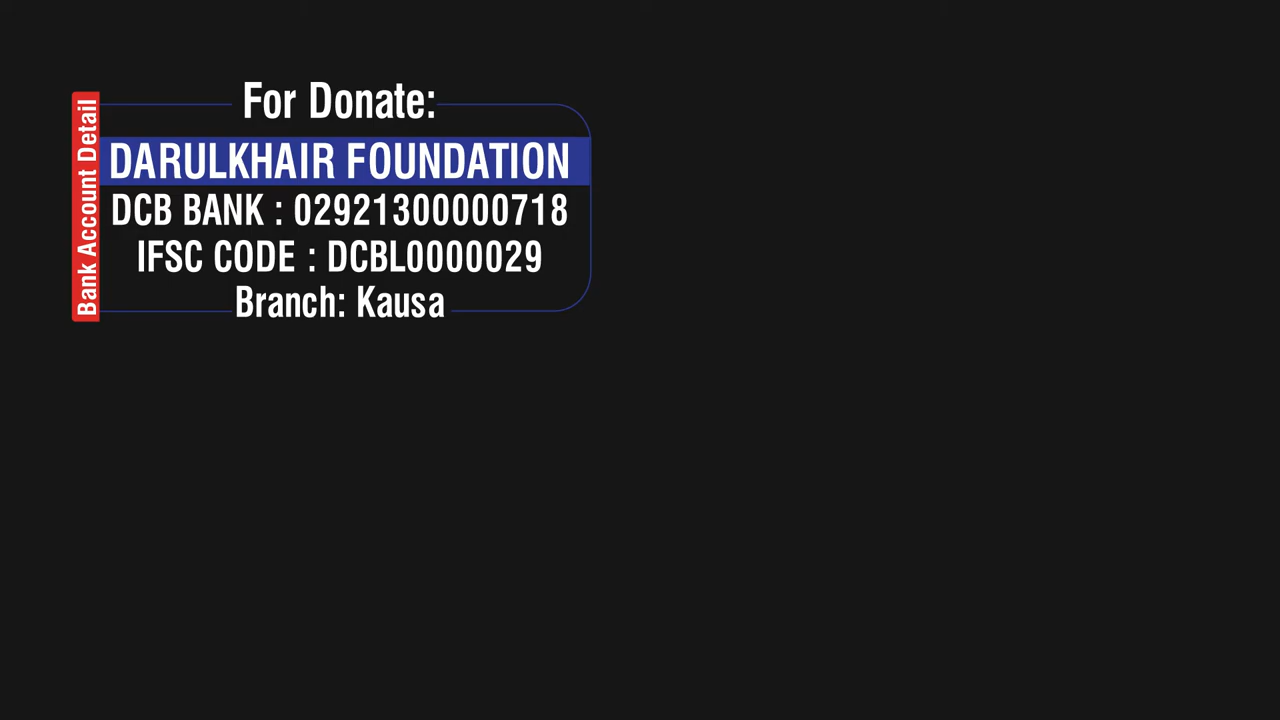 For Donate:
Bank Account Detail
DARULKHAIR FOUNDATION
DCB BANK : 02921300000718
IFSC CODE : DCBL0000029
Branch: Kausa